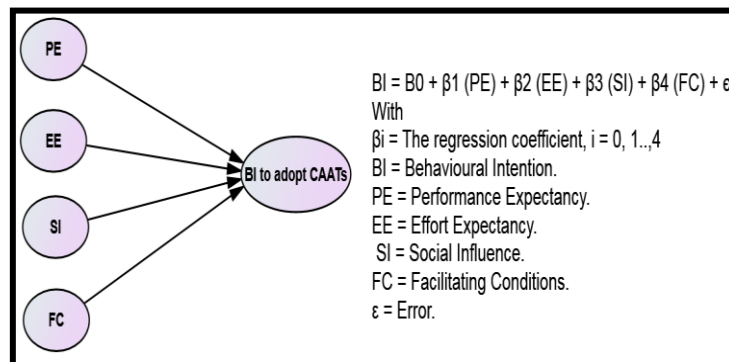 PE
EE
SI
FC
BI to adopt CAATs
BI = B0 + β1 (PE) + β2 (EE) + β3 (SI) + β4 (FC) + ε
With
βi = The regression coefficient, i = 0, 1..,4
BI = Behavioural Intention.
PE = Performance Expectancy.
EE = Effort Expectancy.
SI = Social Influence.
FC = Facilitating Conditions.
ε = Error.